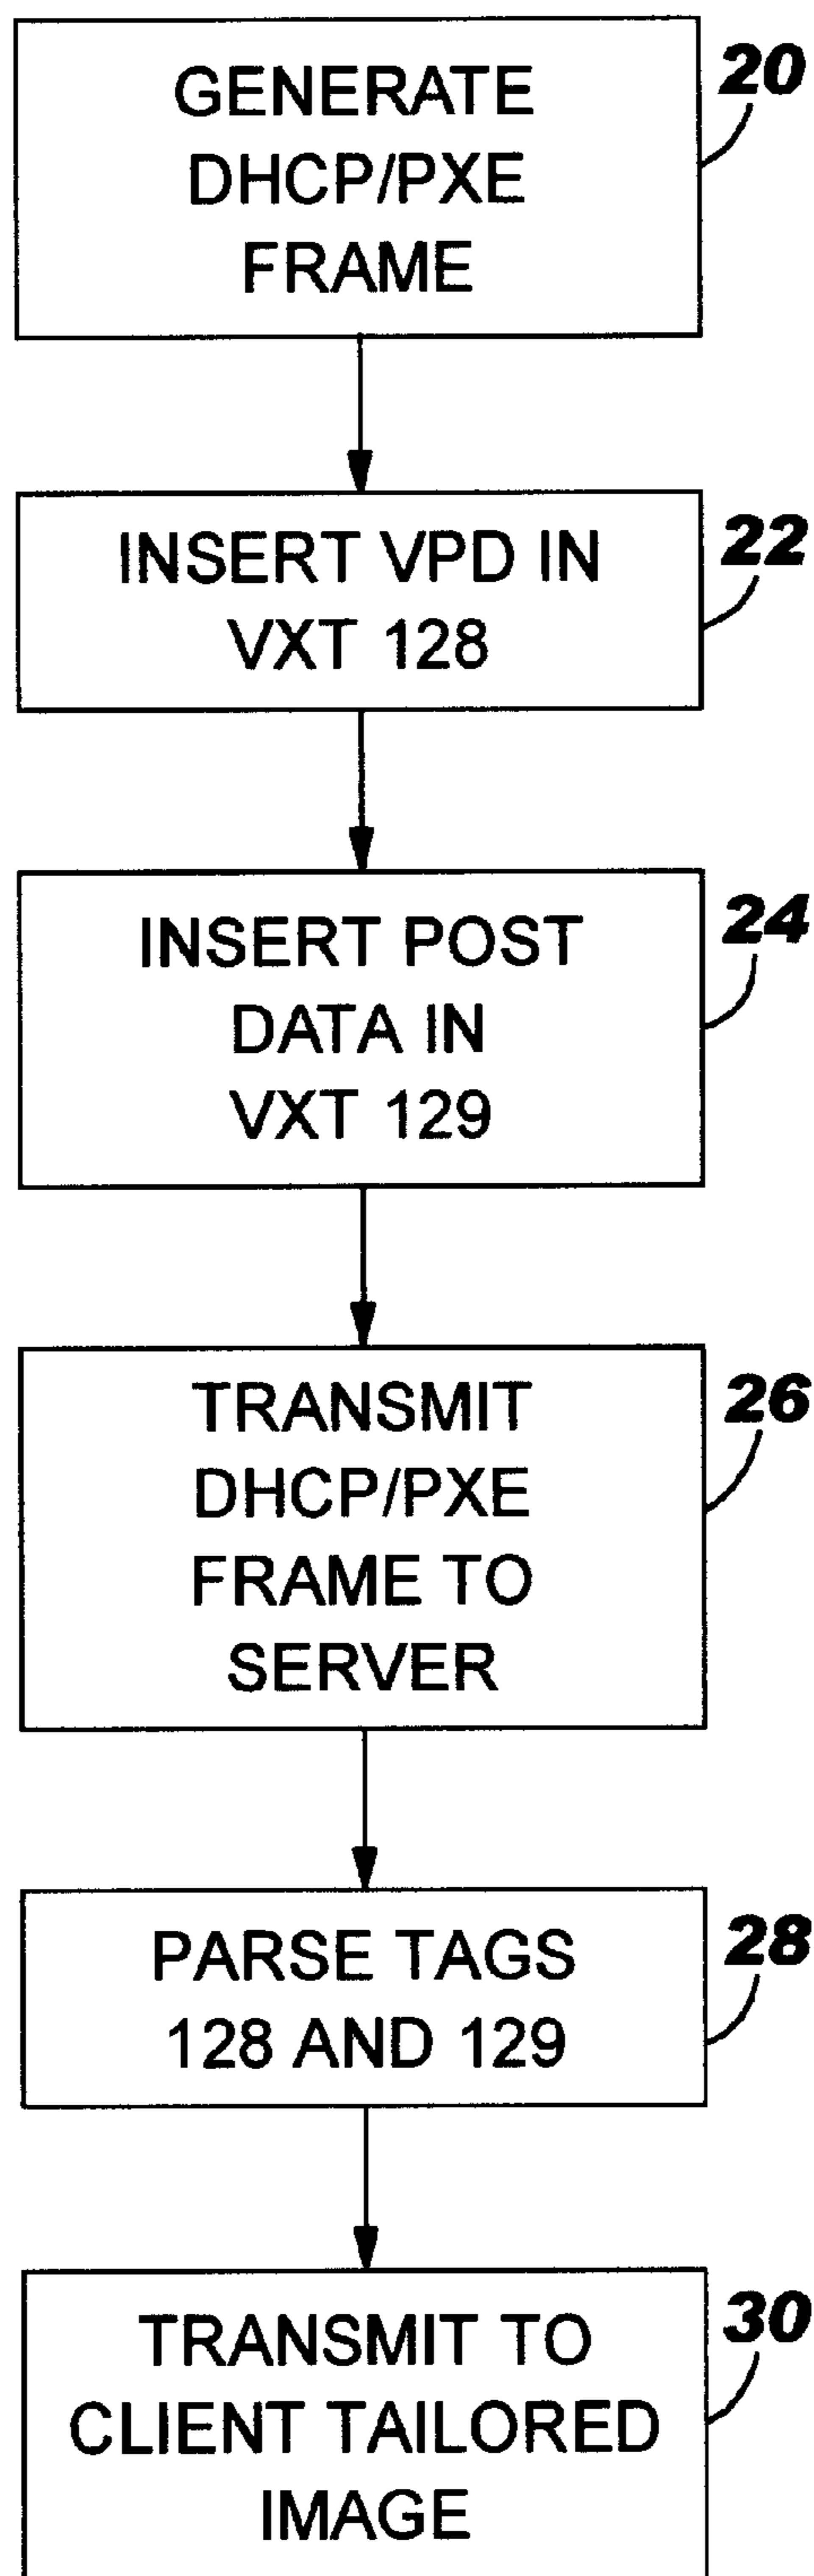 GENERATE
DHCP/PXE
FRAME
20
INSERT VPD IN
VXT 128
22
INSERT POST
DATA IN
VXT 129
24
TRANSMIT
DHCP/PXE
FRAME TO
SERVER
26
PARSE TAGS
128 AND 129
28
TRANSMIT TO
CLIENT TAILORED
IMAGE
30